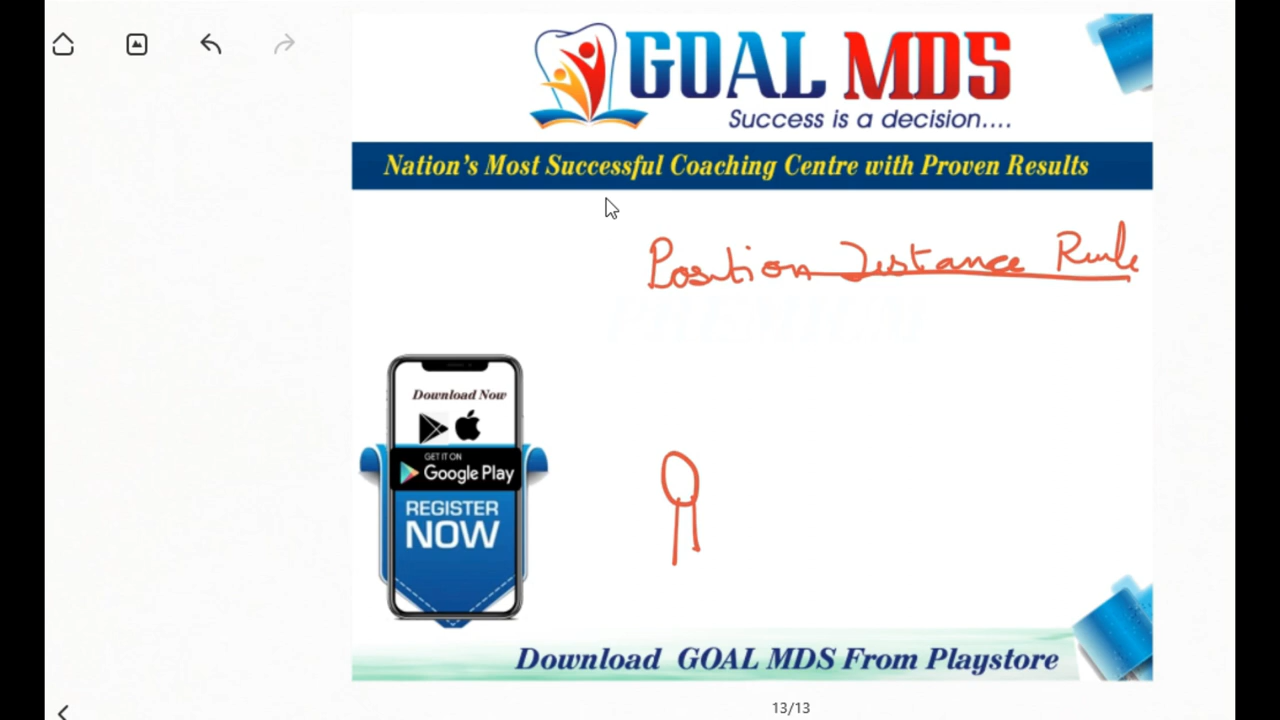 GOAL MDS
Success is a decision....
Nation's Most Successful Coaching Centre with Proven Results
Position Distance Rule
Download Now
GET IT ON
Google Play
REGISTER
NOW
Download GOAL MDS From Playstore
13/13